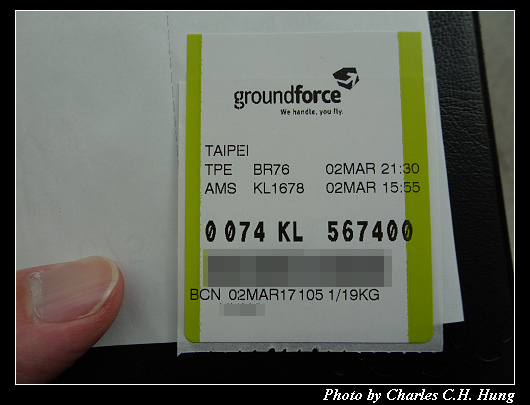 groundforce
We handle, you fly.
TAIPEI
TPE BR76 02MAR 21:30
AMS KL1678 02MAR 15:55
0 074 KL 567400
BCN 02MAR17105 1/19KG
Photo by Charles C.H. Hung